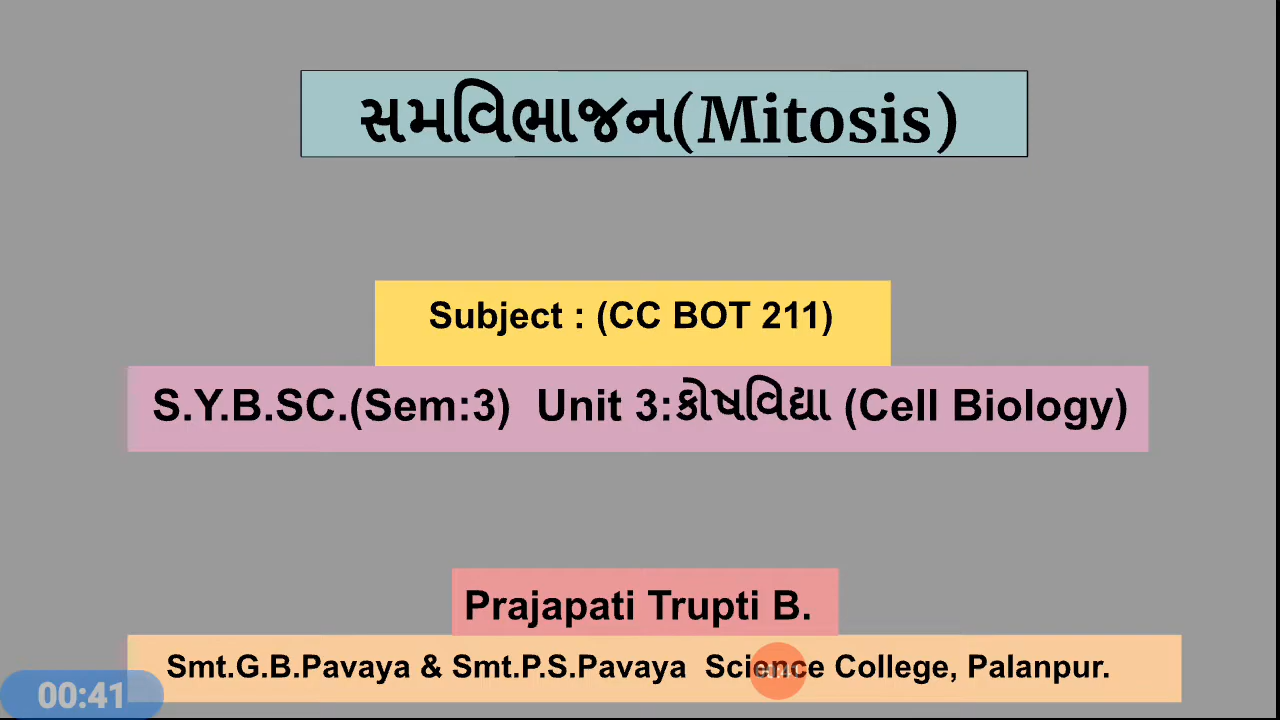 સમવિભાજન(Mitosis)
Subject : (CC BOT 211)
S.Y.B.SC.(Sem:3) Unit 3:કોષવિદ્યા (Cell Biology)
Prajapati Trupti B.
Smt.G.B.Pavaya & Smt.P.S.Pavaya Science College, Palanpur.
00:41